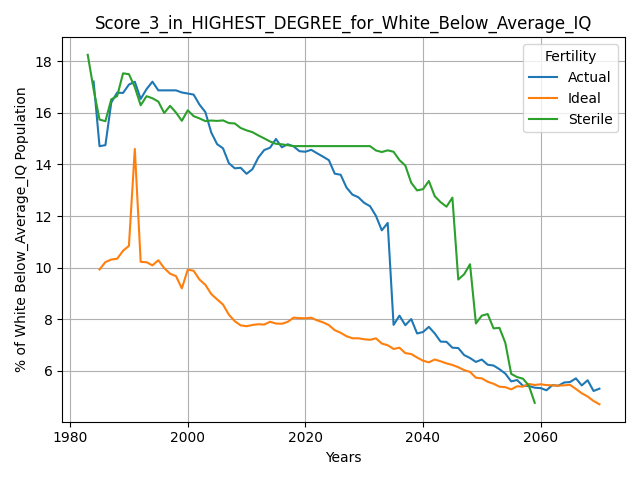 Score_3_in_HIGHEST_DEGREE_for_White_Below_Average_IQ
% of White Below_Average_IQ Population
18
16
14
12
10
8
6
Fertility
Actual
Ideal
Sterile
1980
2000
2020
2040
2060
Years